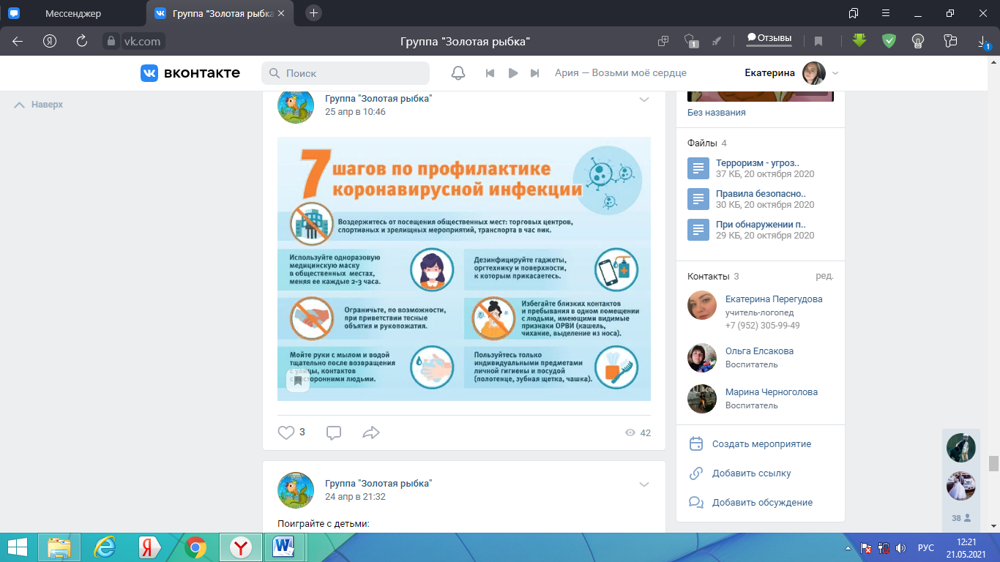 Мессенджер
Группа "Золотая рыбка
vk.com
Группа "Золотая рыбка"
1
Отзывы
1
вконтакте
Поиск
Ария — Возьми моё сердце
Екатерина
Наверх
Группа "Золотая рыбка"
25 апр в 10:46
7 шагов по профилактике
коронавирусной инфекции
Воздержитесь от посещения общественных мест: торговых центров,
спортивных и зрелищных мероприятий, транспорта в час пик.
Используйте одноразовую
медицинскую маску
в общественных местах,
меняя ее каждые 2-3 часа.
Дезинфицируйте гаджеты,
оргтехнику и поверхности,
к которым прикасаетесь.
Ограничьте, по возможности,
при приветствии тесные
объятия и рукопожатия.
Избегайте близких контактов
и пребывания в одном помещении
с людьми, имеющими видимые
признаки ОРВИ (кашель,
чихание, выделение из носа).
Мойте руки с мылом и водой
тщательно после возвращения
с улицы, контактов
с посторонними людьми.
Пользуйтесь только
индивидуальными предметами
личной гигиены и посудой
(полотенце, зубная щетка, чашка).
3
42
Группа "Золотая рыбка"
24 апр в 21:32
Поиграйте с детьми:
Без названия
Файлы 4
Терроризм - угроз..
37 КБ, 20 октября 2020
Правила безопасно..
30 КБ, 20 октября 2020
При обнаружении п..
29 КБ, 20 октября 2020
Контакты 3
ред.
Екатерина Перегудова
учитель-логопед
+7 (952) 305-99-49
Ольга Елсакова
Воспитатель
Марина Черноголова
Воспитатель
Создать мероприятие
Добавить ссылку
Добавить обсуждение
38
РУС
12:21
21.05.2021